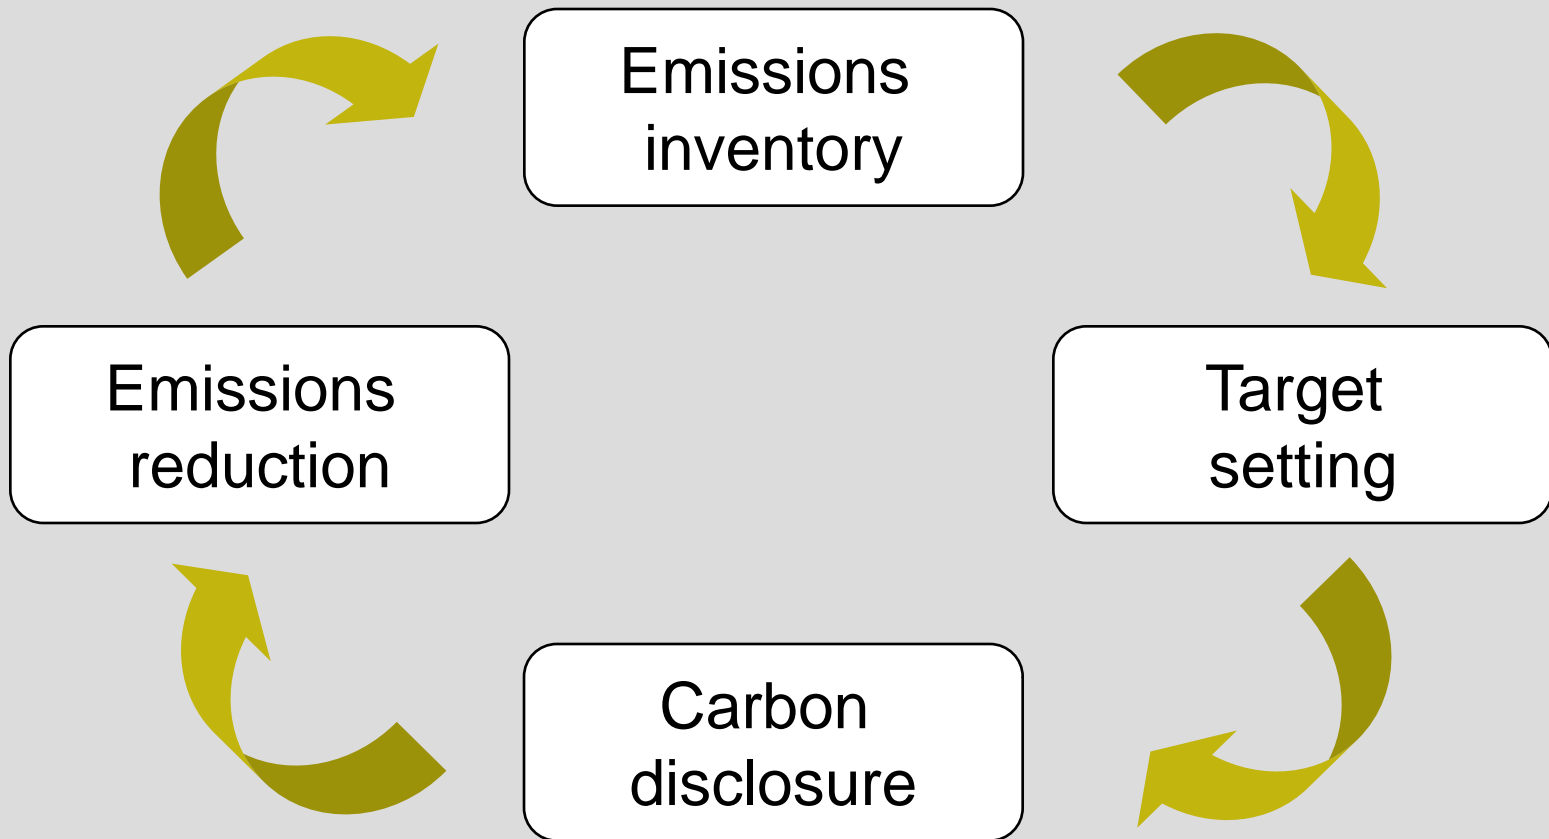 Emissions
inventory
Emissions
reduction
Target
setting
Carbon
disclosure